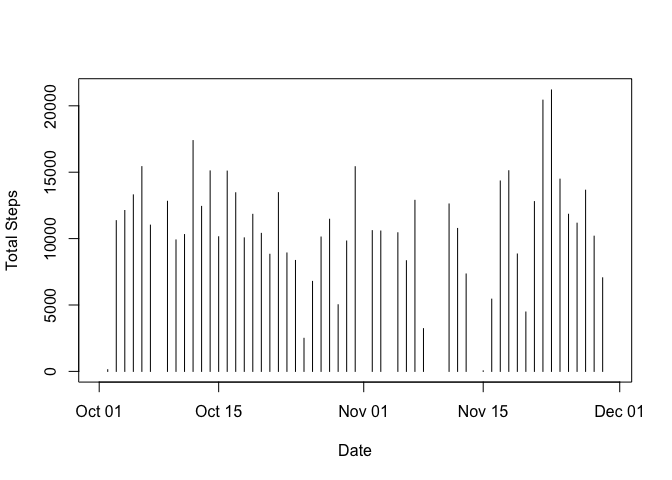 Total Steps
20000
15000
10000
5000
0
Oct 01
Oct 15
Nov 01
Nov 15
Dec 01
Date